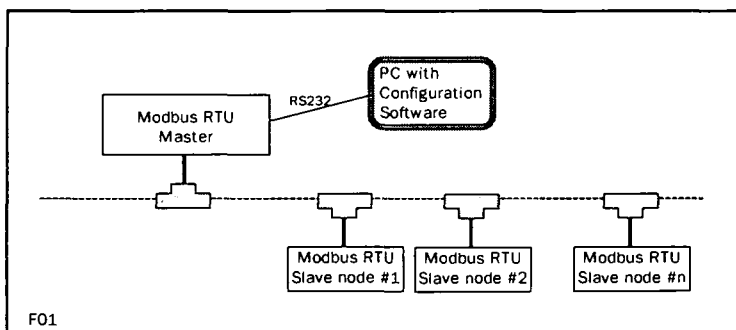 PC with
Configuration
Software
RS232
Modbus RTU
Master
Modbus RTU
Slave node #1
Modbus RTU
Slave node #2
Modbus RTU
Slave node #n
F01